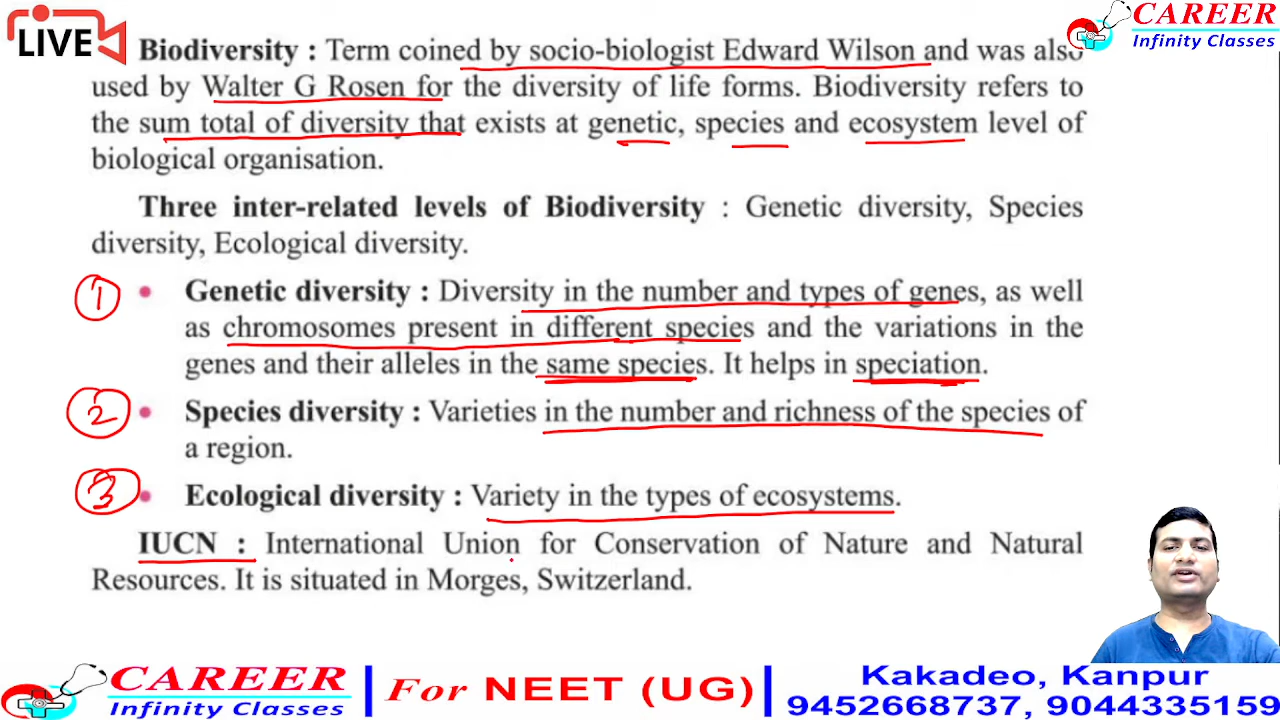 LIVE
CAREER
Infinity Classes
Biodiversity : Term coined by socio-biologist Edward Wilson and was also
used by Walter G Rosen for the diversity of life forms. Biodiversity refers to
the sum total of diversity that exists at genetic, species and ecosystem level of
biological organisation.
Three inter-related levels of Biodiversity : Genetic diversity, Species
diversity, Ecological diversity.
1 • Genetic diversity : Diversity in the number and types of genes, as well
as chromosomes present in different species and the variations in the
genes and their alleles in the same species. It helps in speciation.
2 • Species diversity : Varieties in the number and richness of the species of
a region.
3 • Ecological diversity : Variety in the types of ecosystems.
IUCN : International Union for Conservation of Nature and Natural
Resources. It is situated in Morges, Switzerland.
CAREER
Infinity Classes
For NEET (UG)
Kakadeo, Kanpur
9452668737, 9044335159